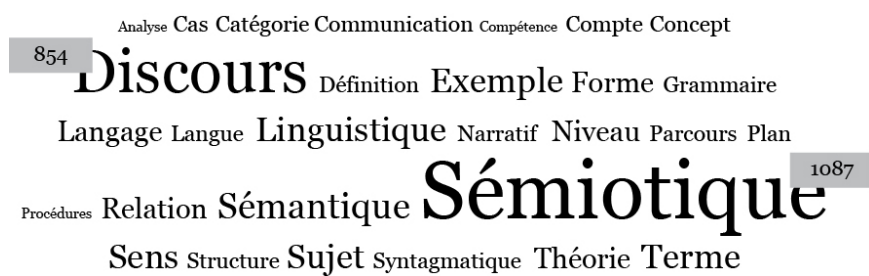 Analyse Cas Catégorie Communication Compétence Compte Concept
854
Discours Définition Exemple Forme Grammaire
Langage Langue Linguistique Narratif Niveau Parcours Plan
1087
Procédures Relation Sémantique Sémiotique
Sens Structure Sujet Syntagmatique Théorie Terme